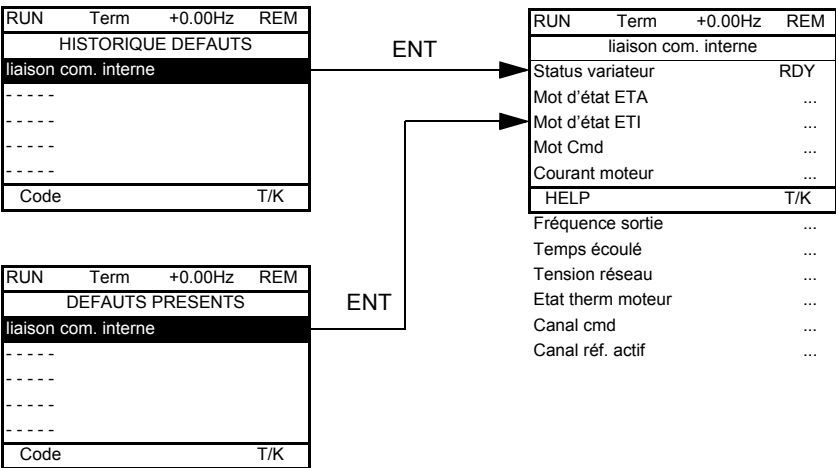 RUN Term +0.00Hz REM
HISTORIQUE DEFAUTS
liaison com. interne
- - - - -
- - - - -
- - - - -
- - - - -
Code T/K
ENT
RUN Term +0.00Hz REM
DEFAUTS PRESENTS
liaison com. interne
- - - - -
- - - - -
- - - - -
- - - - -
Code T/K
ENT
RUN Term +0.00Hz REM
liaison com. interne
Status variateur RDY
Mot d’état ETA ...
Mot d’état ETI ...
Mot Cmd ...
Courant moteur ...
HELP T/K
Fréquence sortie ...
Temps écoulé ...
Tension réseau ...
Etat therm moteur ...
Canal cmd ...
Canal réf. actif ...